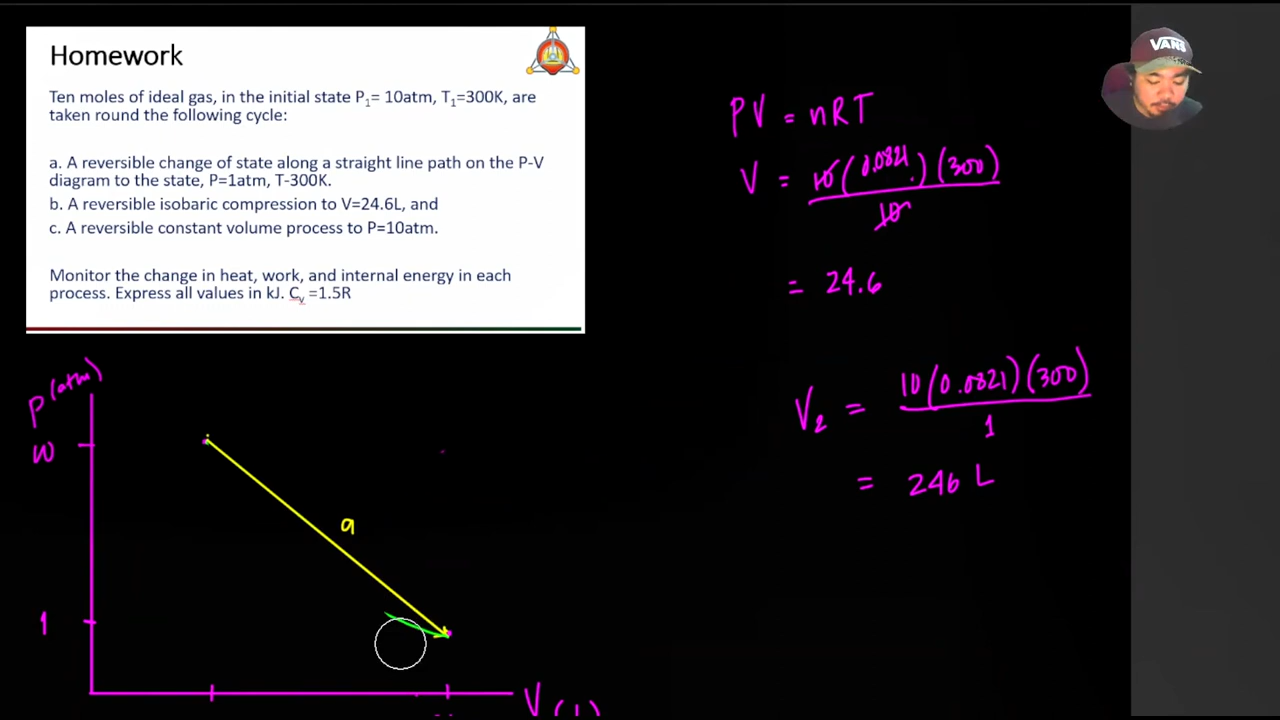 Homework
Ten moles of ideal gas, in the initial state P₁= 10atm, T₁=300K, are
taken round the following cycle:
a. A reversible change of state along a straight line path on the P-V
diagram to the state, P=1atm, T-300K.
b. A reversible isobaric compression to V=24.6L, and
c. A reversible constant volume process to P=10atm.
Monitor the change in heat, work, and internal energy in each
process. Express all values in kJ. Cᵥ =1.5R
VANS
PV = nRT
V = 10(0.0821)(300)
10
= 24.6
V₂ = 10(0.0821)(300)
1
= 246 L
P (atm)
10
a
1
V (L)